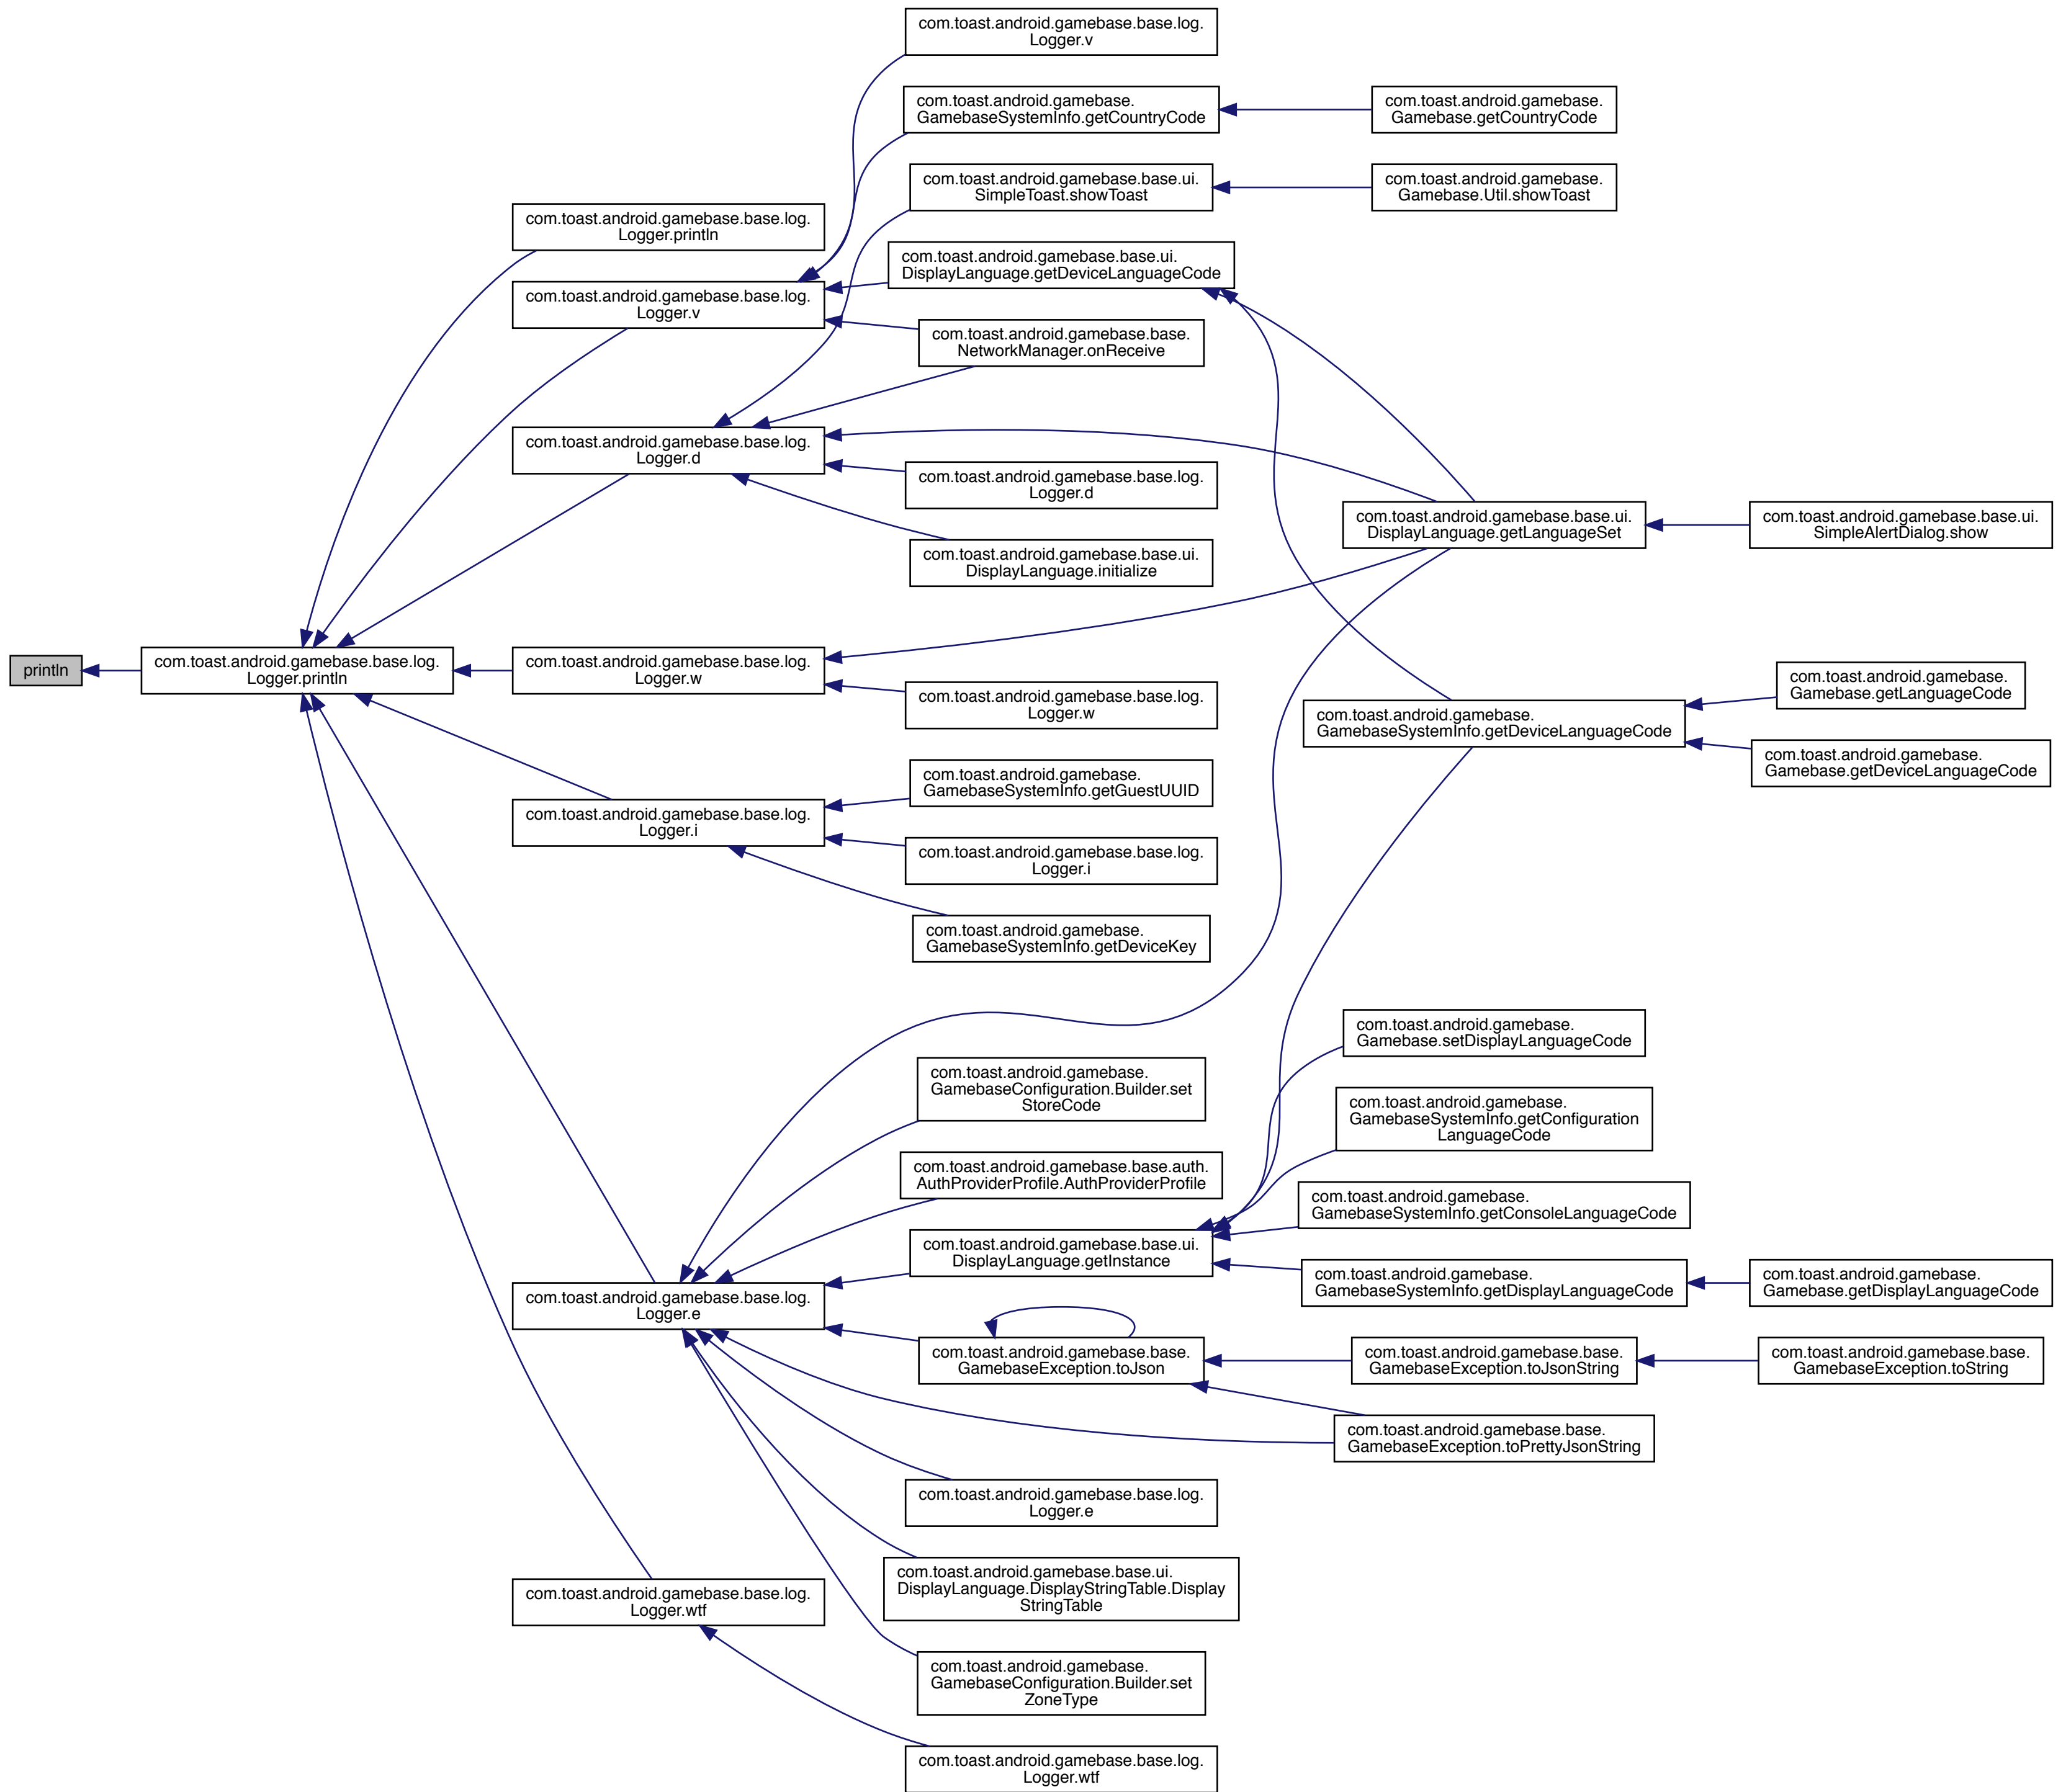 println
com.toast.android.gamebase.base.log.
Logger.println
com.toast.android.gamebase.base.log.
Logger.println
com.toast.android.gamebase.base.log.
Logger.v
com.toast.android.gamebase.base.log.
Logger.d
com.toast.android.gamebase.base.log.
Logger.w
com.toast.android.gamebase.base.log.
Logger.i
com.toast.android.gamebase.base.log.
Logger.e
com.toast.android.gamebase.base.log.
Logger.wtf
com.toast.android.gamebase.base.log.
Logger.v
com.toast.android.gamebase.
GamebaseSystemInfo.getCountryCode
com.toast.android.gamebase.base.ui.
SimpleToast.showToast
com.toast.android.gamebase.base.ui.
DisplayLanguage.getDeviceLanguageCode
com.toast.android.gamebase.base.
NetworkManager.onReceive
com.toast.android.gamebase.base.log.
Logger.d
com.toast.android.gamebase.base.ui.
DisplayLanguage.initialize
com.toast.android.gamebase.base.log.
Logger.w
com.toast.android.gamebase.
GamebaseSystemInfo.getGuestUUID
com.toast.android.gamebase.base.log.
Logger.i
com.toast.android.gamebase.
GamebaseSystemInfo.getDeviceKey
com.toast.android.gamebase.
GamebaseConfiguration.Builder.set
StoreCode
com.toast.android.gamebase.base.auth.
AuthProviderProfile.AuthProviderProfile
com.toast.android.gamebase.base.ui.
DisplayLanguage.getInstance
com.toast.android.gamebase.base.
GamebaseException.toJson
com.toast.android.gamebase.base.log.
Logger.e
com.toast.android.gamebase.base.ui.
DisplayLanguage.DisplayStringTable.Display
StringTable
com.toast.android.gamebase.
GamebaseConfiguration.Builder.set
ZoneType
com.toast.android.gamebase.base.log.
Logger.wtf
com.toast.android.gamebase.
Gamebase.getCountryCode
com.toast.android.gamebase.
Gamebase.Util.showToast
com.toast.android.gamebase.base.ui.
DisplayLanguage.getLanguageSet
com.toast.android.gamebase.
GamebaseSystemInfo.getDeviceLanguageCode
com.toast.android.gamebase.
Gamebase.setDisplayLanguageCode
com.toast.android.gamebase.
GamebaseSystemInfo.getConfiguration
LanguageCode
com.toast.android.gamebase.
GamebaseSystemInfo.getConsoleLanguageCode
com.toast.android.gamebase.
GamebaseSystemInfo.getDisplayLanguageCode
com.toast.android.gamebase.base.
GamebaseException.toJsonString
com.toast.android.gamebase.base.
GamebaseException.toPrettyJsonString
com.toast.android.gamebase.base.ui.
SimpleAlertDialog.show
com.toast.android.gamebase.
Gamebase.getLanguageCode
com.toast.android.gamebase.
Gamebase.getDeviceLanguageCode
com.toast.android.gamebase.
Gamebase.getDisplayLanguageCode
com.toast.android.gamebase.base.
GamebaseException.toString